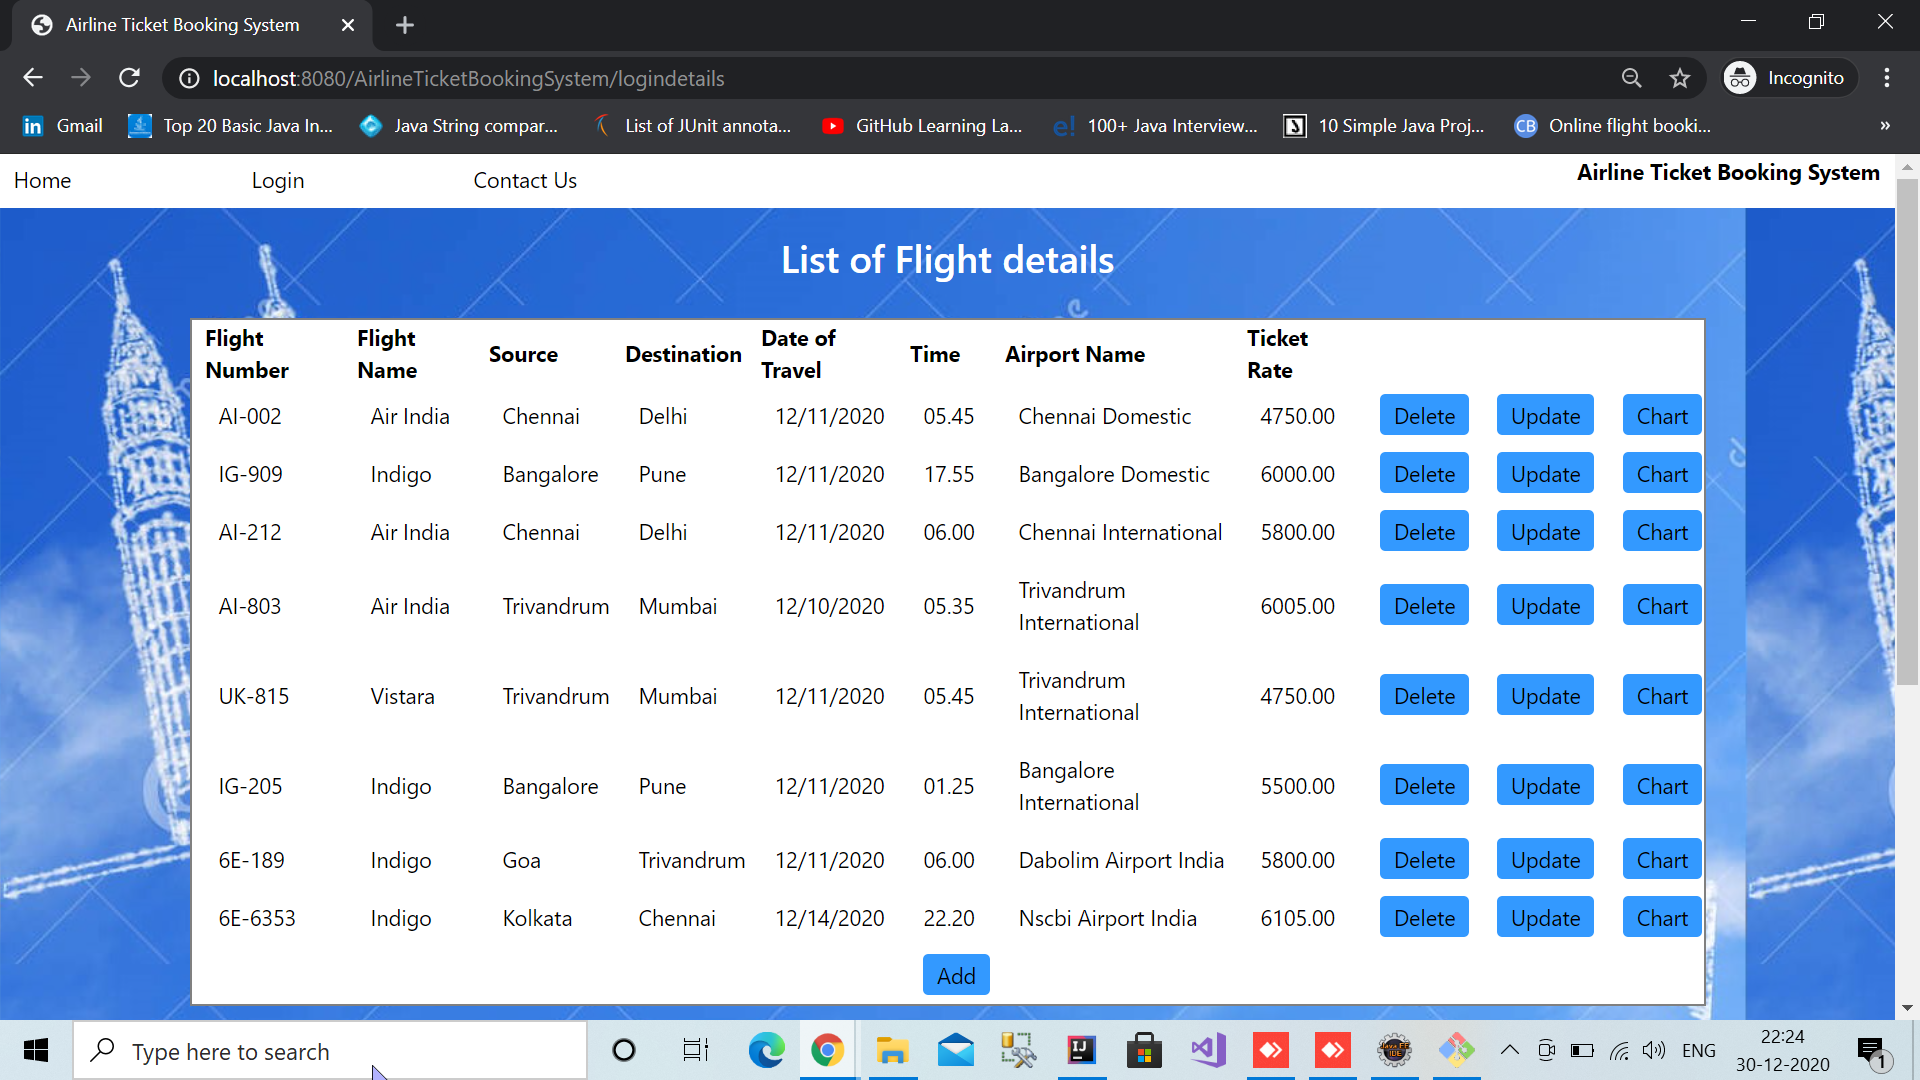 Airline Ticket Booking System
localhost:8080/AirlineTicketBookingSystem/logindetails
Incognito
Gmail
Top 20 Basic Java In...
Java String compar...
List of JUnit annota...
GitHub Learning La...
100+ Java Interview...
10 Simple Java Proj...
Online flight booki...
»
Home Login Contact Us
Airline Ticket Booking System
List of Flight details
Flight Number Flight Name Source Destination Date of Travel Time Airport Name Ticket Rate
AI-002 Air India Chennai Delhi 12/11/2020 05.45 Chennai Domestic 4750.00 Delete Update Chart
IG-909 Indigo Bangalore Pune 12/11/2020 17.55 Bangalore Domestic 6000.00 Delete Update Chart
AI-212 Air India Chennai Delhi 12/11/2020 06.00 Chennai International 5800.00 Delete Update Chart
AI-803 Air India Trivandrum Mumbai 12/10/2020 05.35 Trivandrum International 6005.00 Delete Update Chart
UK-815 Vistara Trivandrum Mumbai 12/11/2020 05.45 Trivandrum International 4750.00 Delete Update Chart
IG-205 Indigo Bangalore Pune 12/11/2020 01.25 Bangalore International 5500.00 Delete Update Chart
6E-189 Indigo Goa Trivandrum 12/11/2020 06.00 Dabolim Airport India 5800.00 Delete Update Chart
6E-6353 Indigo Kolkata Chennai 12/14/2020 22.20 Nscbi Airport India 6105.00 Delete Update Chart
Add
Type here to search
ENG
22:24
30-12-2020
1